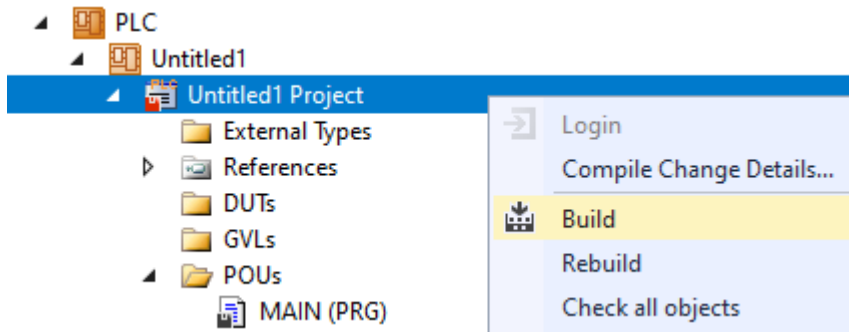 PLC
Untitled1
Untitled1 Project
External Types
References
DUTs
GVLs
POUs
MAIN (PRG)
Login
Compile Change Details...
Build
Rebuild
Check all objects